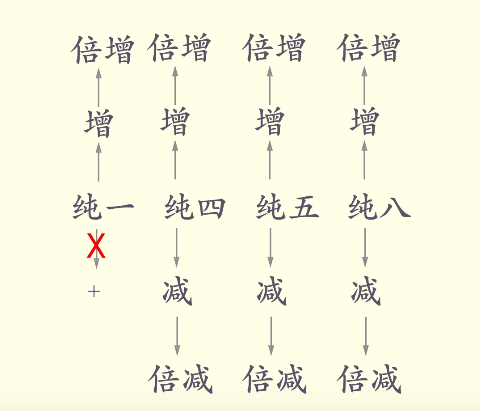 倍增 倍增 倍增 倍增
增 增 增 增
纯一 纯四 纯五 纯八
X
+ 减 减 减
倍减 倍减 倍减